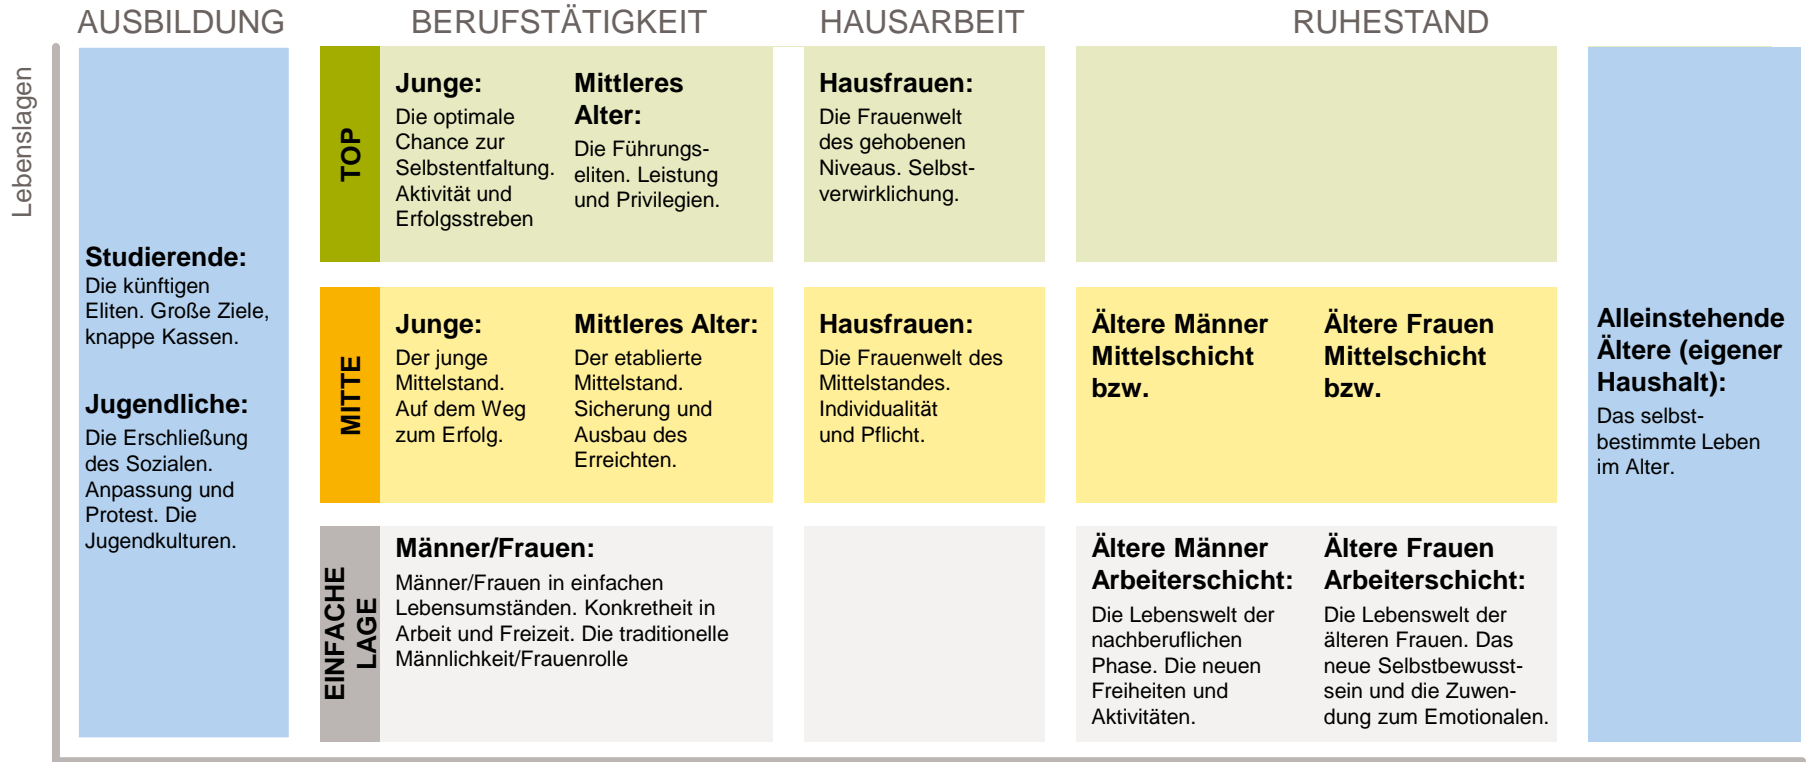 AUSBILDUNG
BERUFSTÄTIGKEIT
HAUSARBEIT
RUHESTAND
Lebenslagen
Studierende:
Die künftigen
Eliten. Große Ziele,
knappe Kassen.
Jugendliche:
Die Erschließung
des Sozialen.
Anpassung und
Protest. Die
Jugendkulturen.
TOP
Junge:
Die optimale
Chance zur
Selbstentfaltung.
Aktivität und
Erfolgsstreben
Mittleres
Alter:
Die Führungs-
eliten. Leistung
und Privilegien.
Hausfrauen:
Die Frauenwelt
des gehobenen
Niveaus. Selbst-
verwirklichung.
MITTE
Junge:
Der junge
Mittelstand.
Auf dem Weg
zum Erfolg.
Mittleres Alter:
Der etablierte
Mittelstand.
Sicherung und
Ausbau des
Erreichten.
Hausfrauen:
Die Frauenwelt des
Mittelstandes.
Individualität
und Pflicht.
Ältere Männer
Mittelschicht
bzw.
Ältere Frauen
Mittelschicht
bzw.
EINFACHE
LAGE
Männer/Frauen:
Männer/Frauen in einfachen
Lebensumständen. Konkretheit in
Arbeit und Freizeit. Die traditionelle
Männlichkeit/Frauenrolle
Ältere Männer
Arbeiterschicht:
Die Lebenswelt der
nachberuflichen
Phase. Die neuen
Freiheiten und
Aktivitäten.
Ältere Frauen
Arbeiterschicht:
Die Lebenswelt der
älteren Frauen. Das
neue Selbstbewusst-
sein und die Zuwen-
dung zum Emotionalen.
Alleinstehende
Ältere (eigener
Haushalt):
Das selbst-
bestimmte Leben
im Alter.